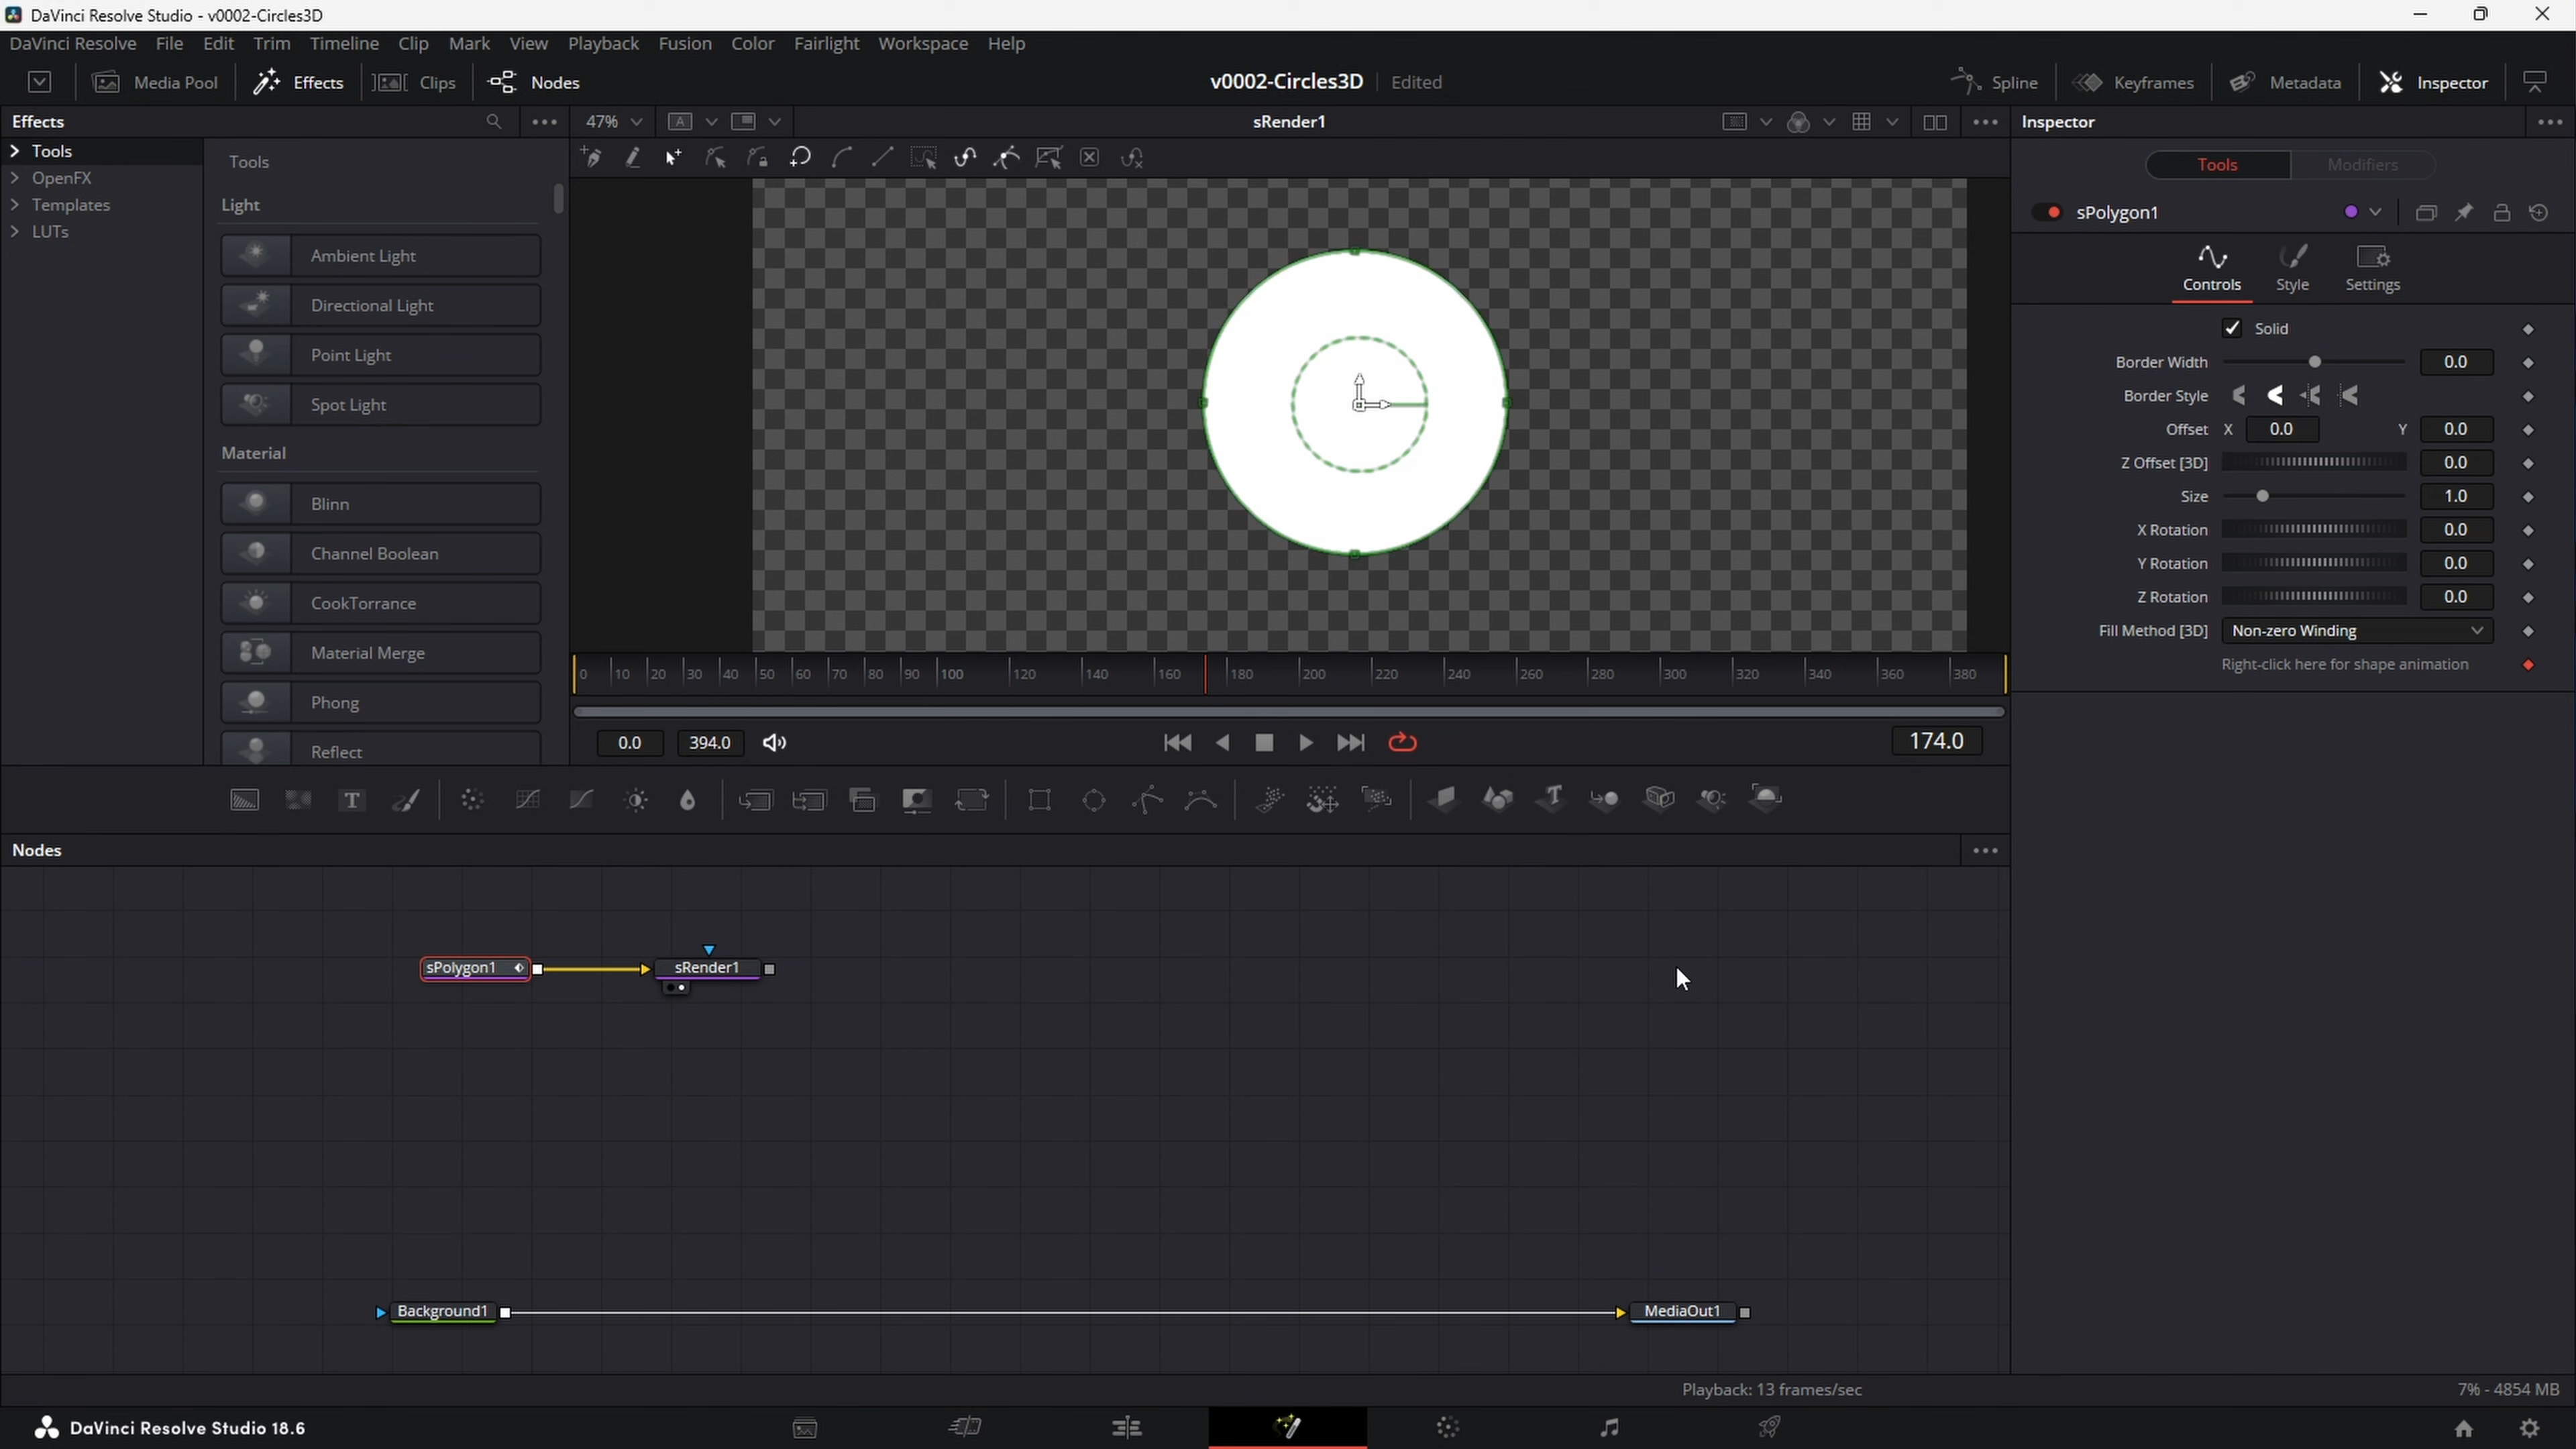 DaVinci Resolve Studio - v0002-Circles3D
DaVinci Resolve File Edit Trim Timeline Clip Mark View Playback Fusion Color Fairlight Workspace Help
Media Pool Effects Clips Nodes v0002-Circles3D Edited Spline Keyframes Metadata Inspector
Effects 47% A sRender1 Inspector
Tools
OpenFX
Templates
LUTs
Tools
Light
Ambient Light
Directional Light
Point Light
Spot Light
Material
Blinn
Channel Boolean
CookTorrance
Material Merge
Phong
Reflect
0 10 20 30 40 50 60 70 80 90 100 120 140 160 180 200 220 240 260 280 300 320 340 360 380
0.0 394.0 174.0
Tools Modifiers
sPolygon1
Controls Style Settings
Solid
Border Width 0.0
Border Style
Offset X 0.0 Y 0.0
Z Offset [3D] 0.0
Size 1.0
X Rotation 0.0
Y Rotation 0.0
Z Rotation 0.0
Fill Method [3D] Non-zero Winding
Right-click here for shape animation
T T
Nodes
sPolygon1 sRender1
Background1 MediaOut1
Playback: 13 frames/sec 7% - 4854 MB
DaVinci Resolve Studio 18.6